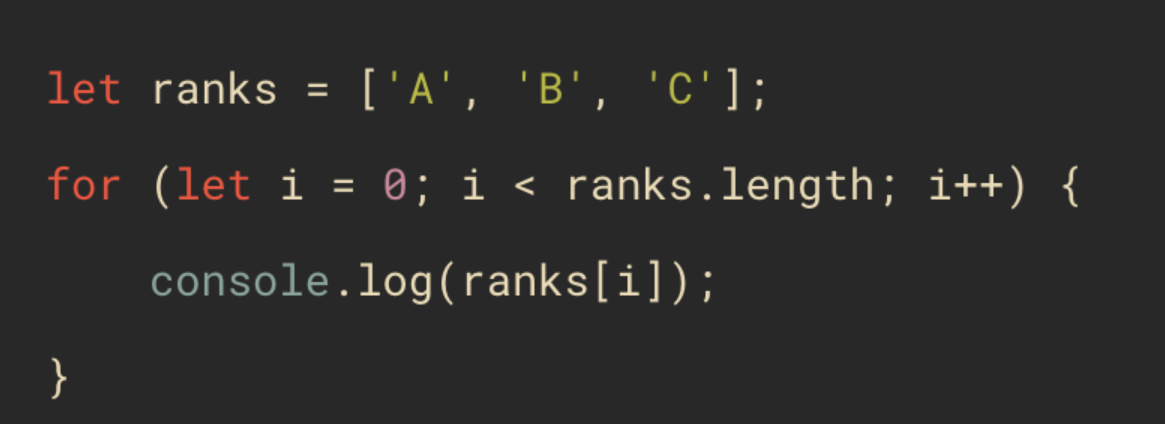 let ranks = ['A', 'B', 'C'];
for (let i = 0; i < ranks.length; i++) {
    console.log(ranks[i]);
}